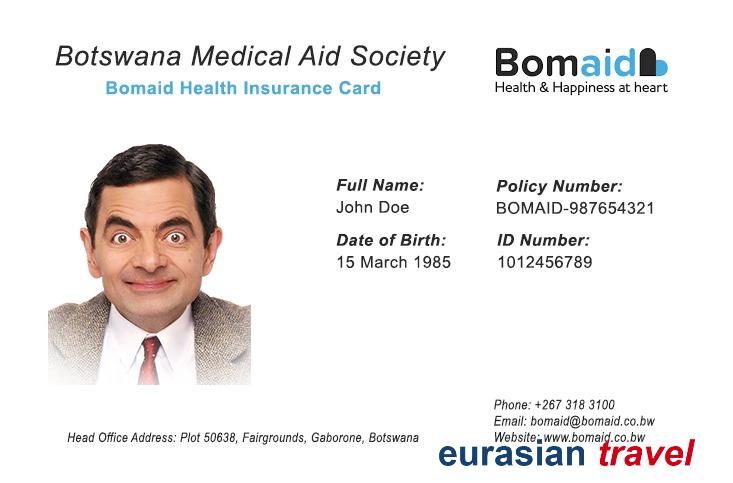 Botswana Medical Aid Society
Bomaid Health Insurance Card
Bomaid
Health & Happiness at heart
Full Name:
John Doe
Policy Number:
BOMAID-987654321
Date of Birth:
15 March 1985
ID Number:
1012456789
Phone: +267 318 3100
Email: bomaid@bomaid.co.bw
Website: www.bomaid.co.bw
Head Office Address: Plot 50638, Fairgrounds, Gaborone, Botswana
eurasian travel